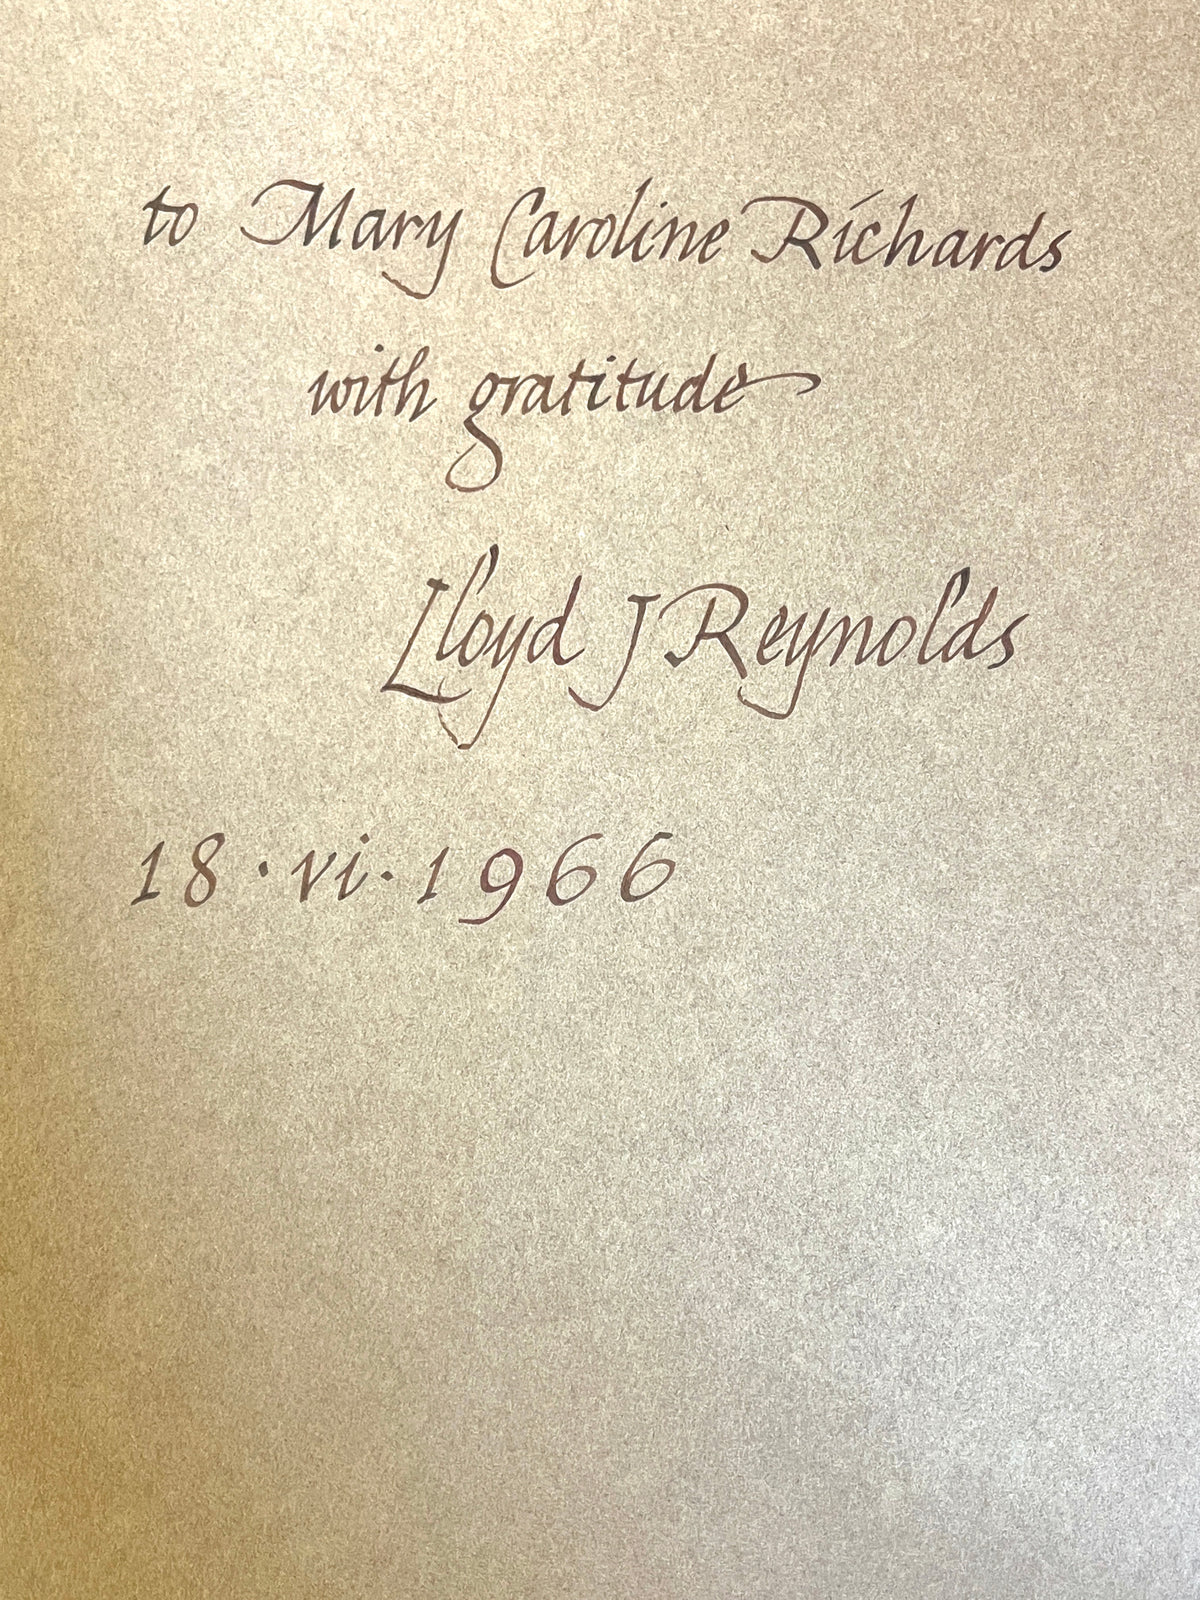 to Mary Caroline Richards
with gratitude
Lloyd J Reynolds
18 · vi · 1966